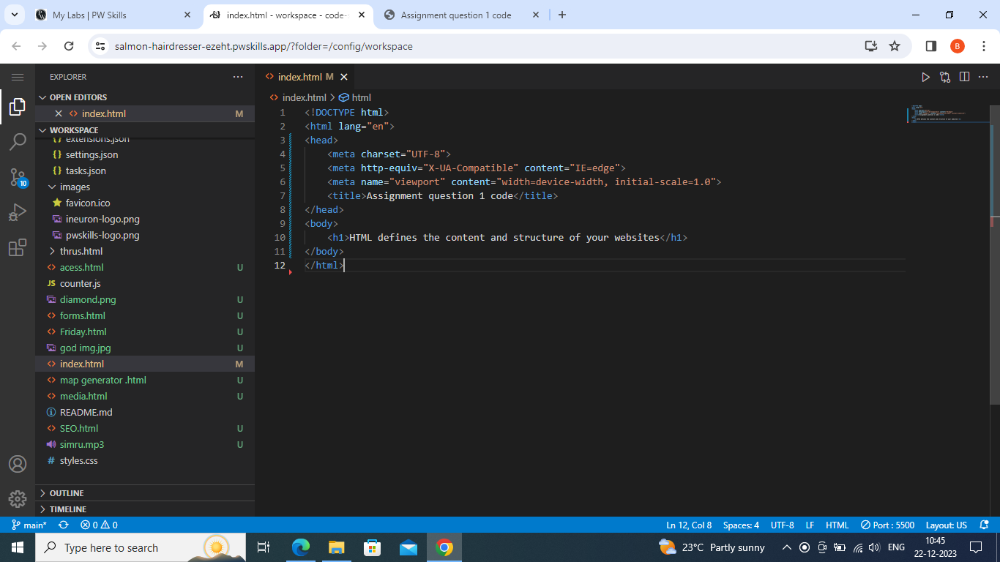 My Labs | PW Skills
index.html - workspace - code-
Assignment question 1 code
salmon-hairdresser-ezeht.pwskills.app/?folder=/config/workspace
B
EXPLORER
OPEN EDITORS
index.html M
WORKSPACE
extensions.json
settings.json
tasks.json
images
favicon.ico
ineuron-logo.png
pwskills-logo.png
thrus.html
acess.html U
JS counter.js
diamond.png U
forms.html U
Friday.html U
god img.jpg U
index.html M
map generator .html U
media.html U
README.md
SEO.html U
simru.mp3 U
# styles.css
OUTLINE
TIMELINE
10
index.html M
index.html > html
1 <!DOCTYPE html>
2 <html lang="en">
3 <head>
4 <meta charset="UTF-8">
5 <meta http-equiv="X-UA-Compatible" content="IE=edge">
6 <meta name="viewport" content="width=device-width, initial-scale=1.0">
7 <title>Assignment question 1 code</title>
8 </head>
9 <body>
10 <h1>HTML defines the content and structure of your websites</h1>
11 </body>
12 </html>
main* 0 0 Ln 12, Col 8 Spaces: 4 UTF-8 LF HTML Port : 5500 Layout: US
Type here to search
23°C Partly sunny
ENG
10:45
22-12-2023